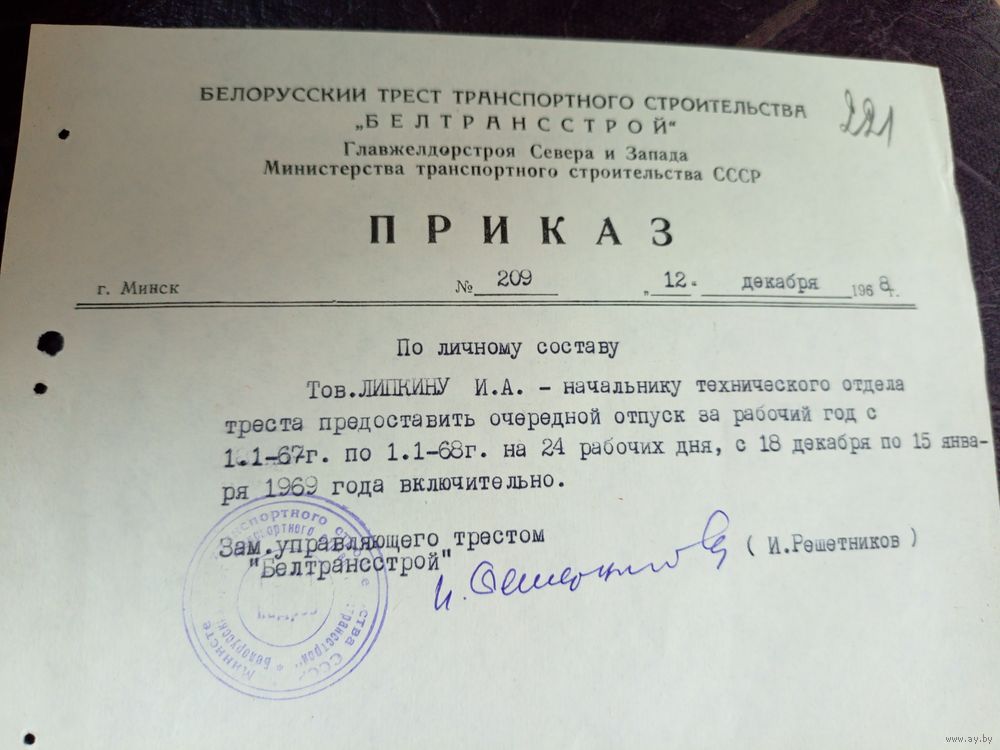 БЕЛОРУССКИИ ТРЕСТ ТРАНСПОРТНОГО СТРОИТЕЛЬСТВА
221
„БЕЛТРАНССТРОЙ“
Главжелдорстроя Севера и Запада
Министерства транспортного строительства СССР
ПРИКАЗ
г. Минск № 209 „12“ декабря 1968г.
По личному составу
Тов.ЛИПКИНУ И.А. – начальнику технического отдела
треста предоставить очередной отпуск за рабочий год с
1.1-67г. по 1.1-68г. на 24 рабочих дня, с 18 декабря по 15 янва-
ря 1969 года включительно.
Зам.управляющего трестом
"Белтрансстрой"
( И.Решетников )
www.ay.by